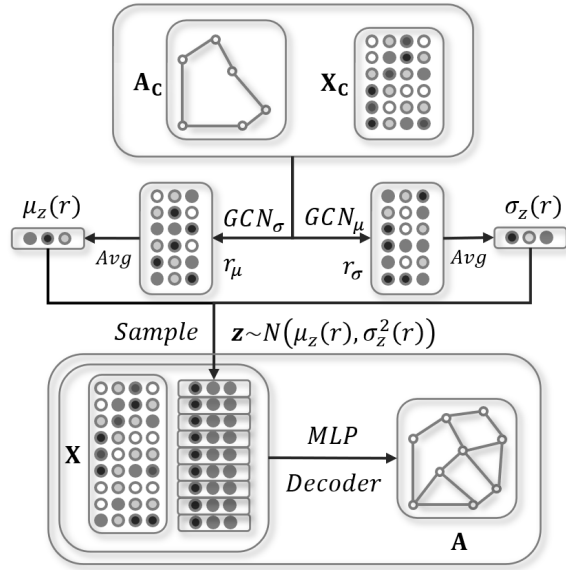 A_C
X_C
μ_z(r)
GCN_σ
GCN_μ
σ_z(r)
Avg
r_μ
r_σ
Avg
Sample
z~N(μ_z(r), σ_z^2(r))
X
MLP
Decoder
A